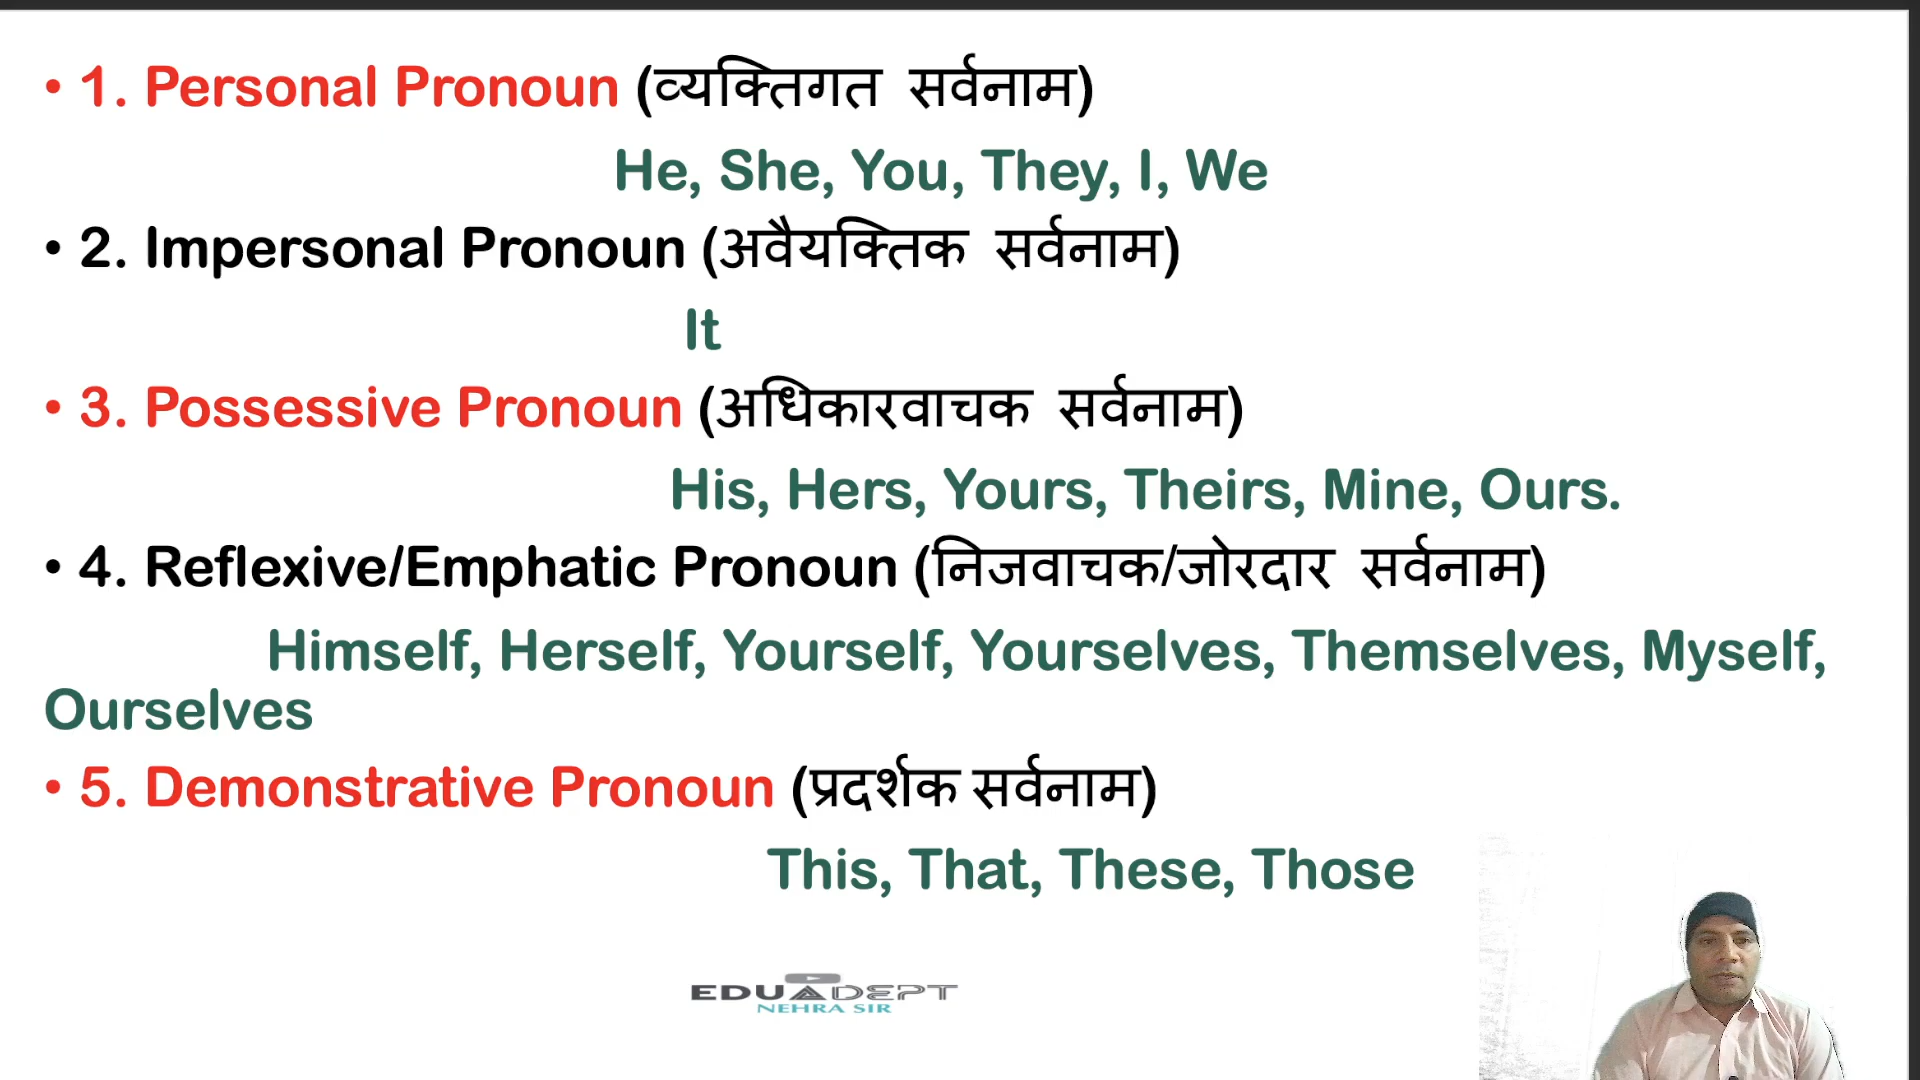 • 1. Personal Pronoun (व्यक्तिगत सर्वनाम)
He, She, You, They, I, We
• 2. Impersonal Pronoun (अवैयक्तिक सर्वनाम)
It
• 3. Possessive Pronoun (अधिकारवाचक सर्वनाम)
His, Hers, Yours, Theirs, Mine, Ours.
• 4. Reflexive/Emphatic Pronoun (निजवाचक/जोरदार सर्वनाम)
Himself, Herself, Yourself, Yourselves, Themselves, Myself,
Ourselves
• 5. Demonstrative Pronoun (प्रदर्शक सर्वनाम)
This, That, These, Those
EDUADEPT
NEHRA SIR